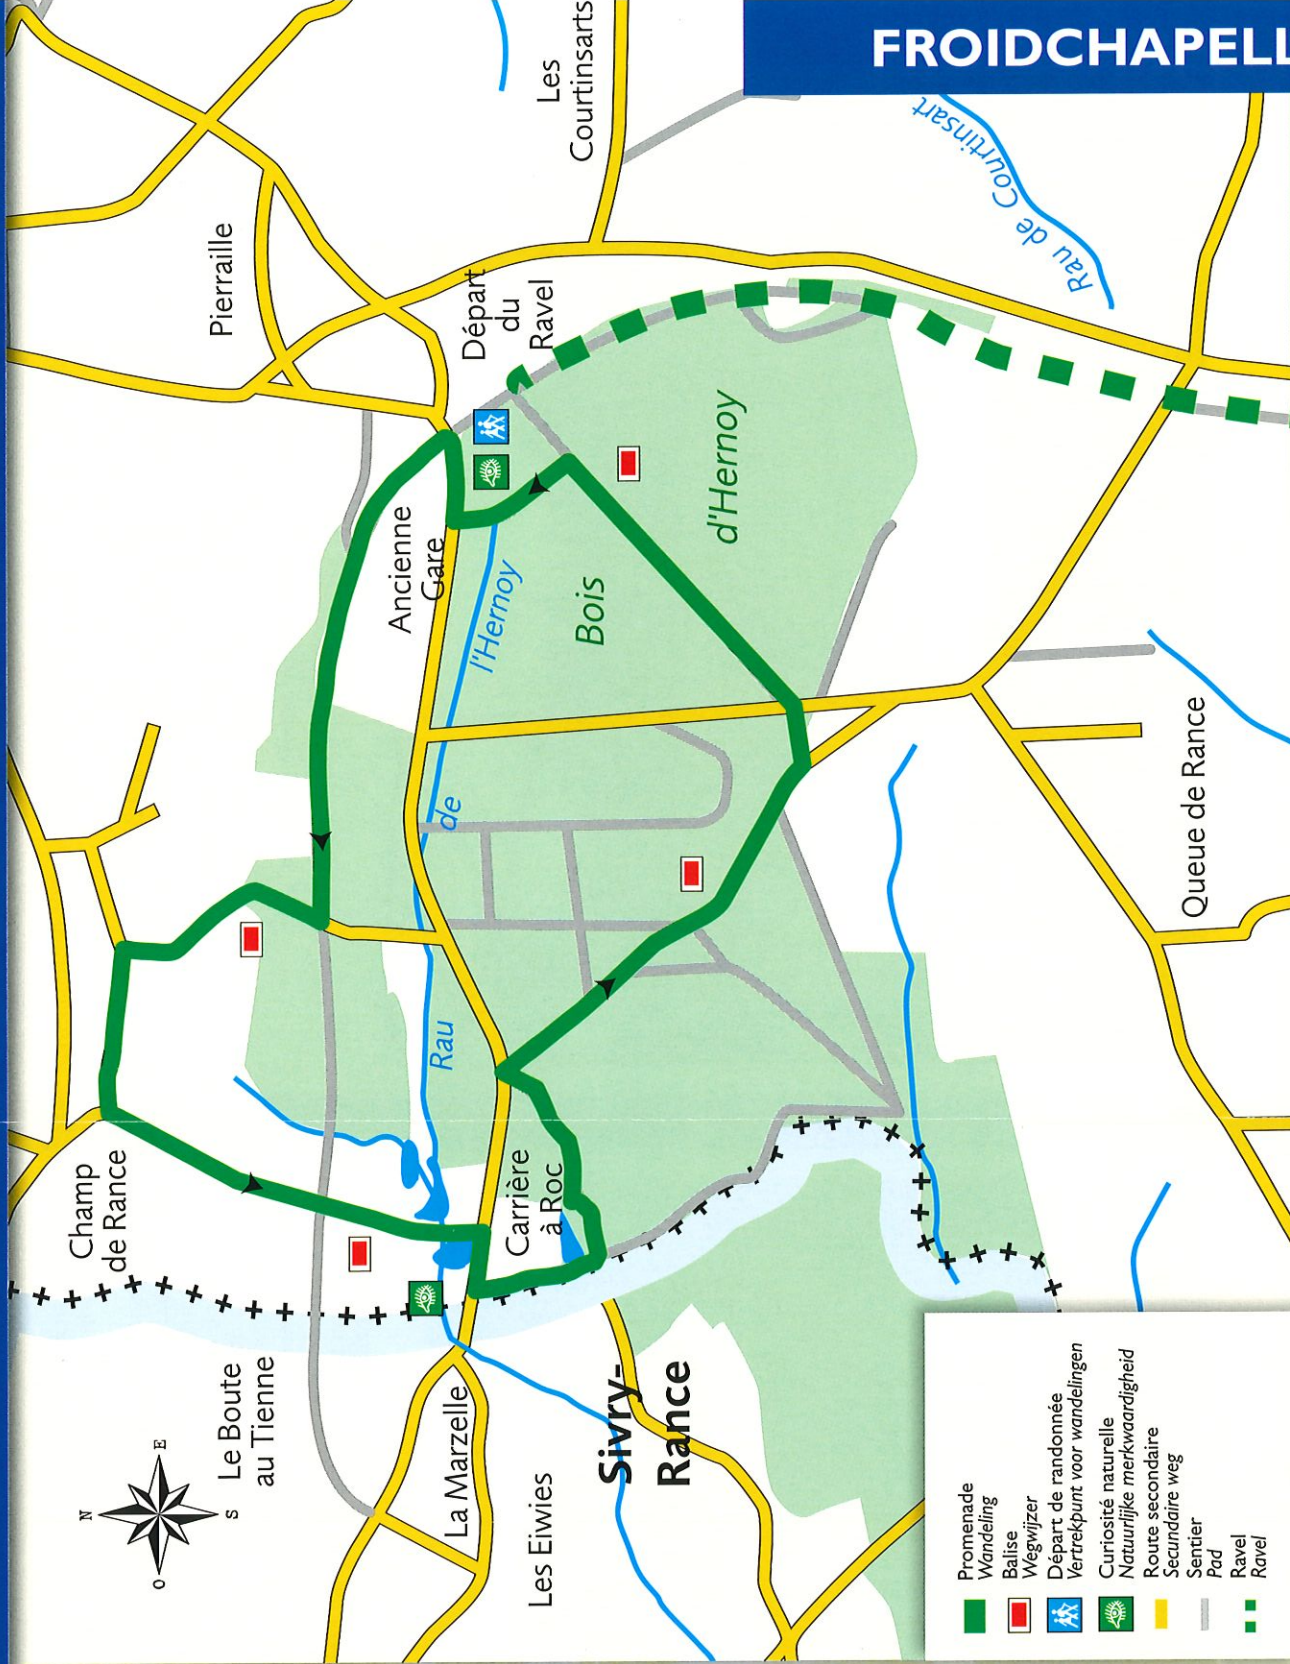 FROIDCHAPELL
Les
Courtinsarts
Rau de Courtinsart
Pierraille
Départ
du
Ravel
Ancienne
Gare
d'Hernoy
Bois
l'Hernoy
de
Rau
Queue de Rance
Champ
de Rance
Carrière
à Roc
Le Boute
au Tienne
La Marzelle
Les Eiwies
Sivry-
Rance
N
E
S
O
Promenade
Wandeling
Balise
Wegwijzer
Départ de randonnée
Vertrekpunt voor wandelingen
Curiosité naturelle
Natuurlijke merkwaardigheid
Route secondaire
Secundaire weg
Sentier
Pad
Ravel
Ravel